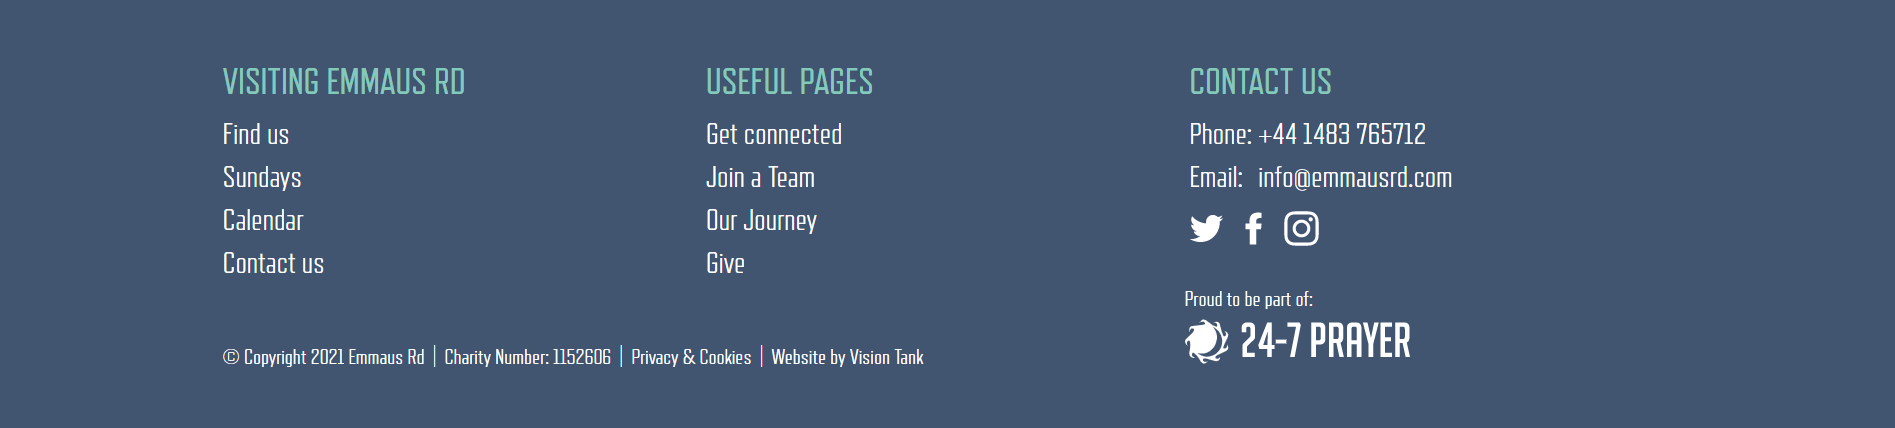 VISITING EMMAUS RD
Find us
Sundays
Calendar
Contact us
USEFUL PAGES
Get connected
Join a Team
Our Journey
Give
CONTACT US
Phone: +44 1483 765712
Email: info@emmausrd.com
Proud to be part of:
24-7 PRAYER
© Copyright 2021 Emmaus Rd | Charity Number: 1152606 | Privacy & Cookies | Website by Vision Tank